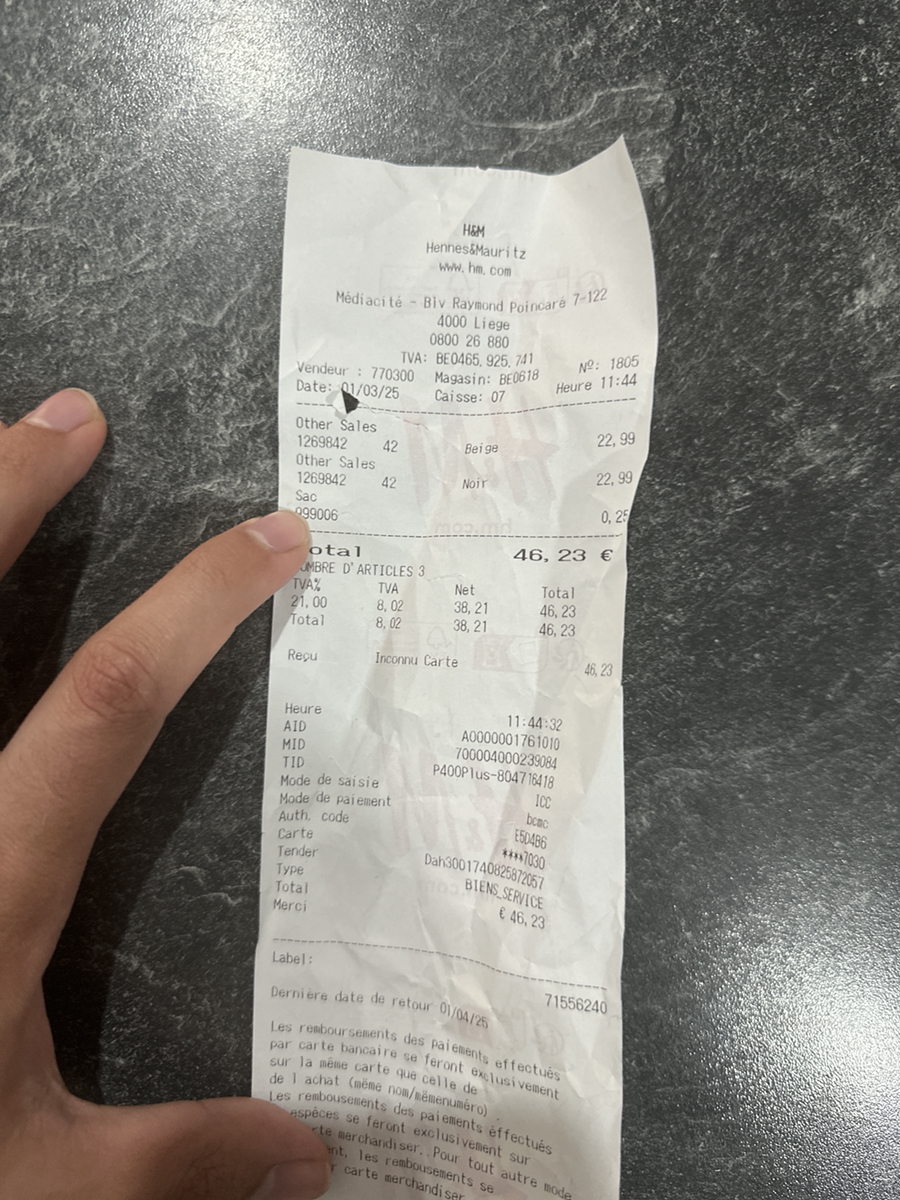 H&M
Hennes&Mauritz
www.hm.com
Médiacité - Blv Raymond Poincaré 7-122
4000 Liege
0800 26 880
TVA: BE0465.925.741
Vendeur : 770300 Magasin: BE0618 Nº: 1805
Date: 01/03/25 Caisse: 07 Heure 11:44
Other Sales
1269842 42 Beige 22,99
Other Sales
1269842 42 Noir 22,99
Sac
999006 0,25
otal 46,23 €
OMBRE D'ARTICLES 3
TVA% TVA Net Total
21,00 8,02 38,21 46,23
Total 8,02 38,21 46,23
Reçu Inconnu Carte 46,23
Heure 11:44:32
AID A0000001761010
MID 700004000239084
TID P400Plus-804716418
Mode de saisie ICC
Mode de paiement bcmc
Auth. code E5D4B6
Carte ****7030
Tender Dah3001740825872057
Type BIENS_SERVICE
Total € 46,23
Merci
Label: 71556240
Dernière date de retour 01/04/25
Les remboursements des paiements effectués
par carte bancaire se feront exclusivement
sur la même carte que celle de
de l achat (même nom/mêmenuméro) .
Les rembousements des paiements éffectués
espèces se feront exclusivement sur
rte merchandiser. Pour tout autre mode
nt, les rembousements se
r carte merchandiser